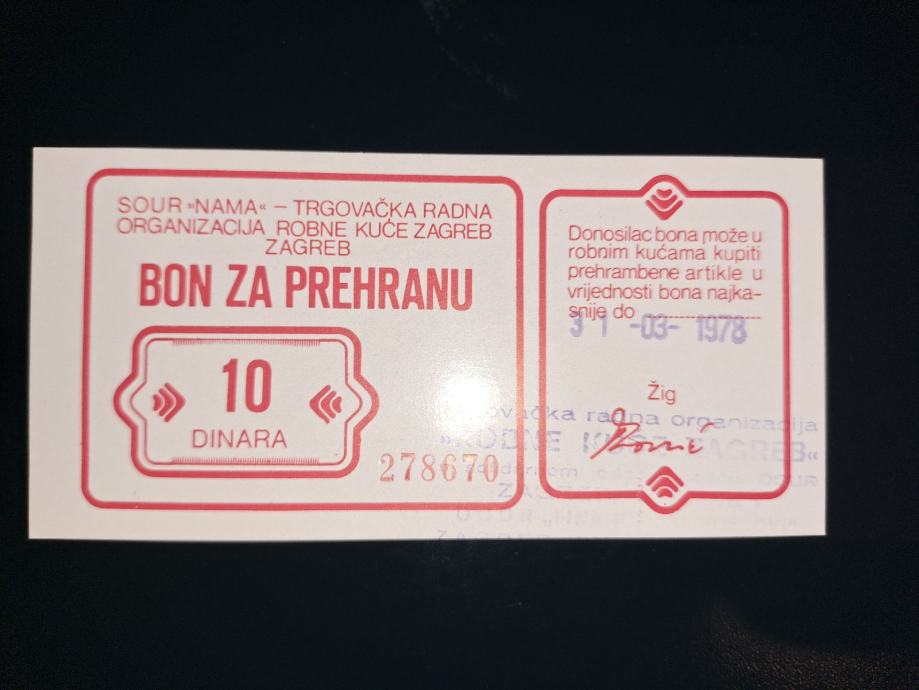 SOUR »NAMA« – TRGOVAČKA RADNA
ORGANIZACIJA ROBNE KUĆE ZAGREB
ZAGREB
BON ZA PREHRANU
10
DINARA
278670
Donosilac bona može u
robnim kućama kupiti
prehrambene artikle u
vrijednosti bona najka-
snije do
31 -03- 1978
Žig
radna organizacija
»ROBNE KUĆE ZAGREB«